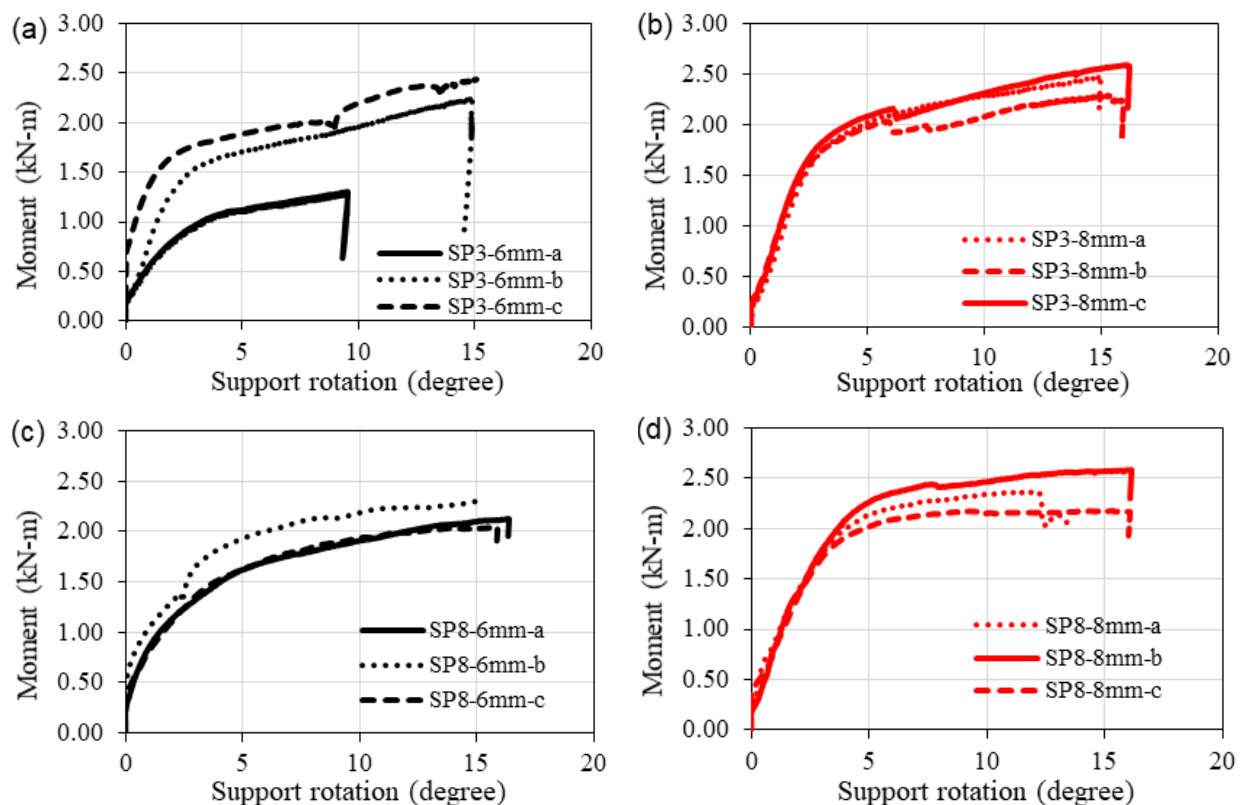 (a)
3.00
2.50
2.00
1.50
1.00
0.50
0.00
Moment (kN-m)
SP3-6mm-a
SP3-6mm-b
SP3-6mm-c
0 5 10 15 20
Support rotation (degree)
(b)
3.00
2.50
2.00
1.50
1.00
0.50
0.00
Moment (kN-m)
SP3-8mm-a
SP3-8mm-b
SP3-8mm-c
0 5 10 15 20
Support rotation (degree)
(c)
3.00
2.50
2.00
1.50
1.00
0.50
0.00
Moment (kN-m)
SP8-6mm-a
SP8-6mm-b
SP8-6mm-c
0 5 10 15 20
Support rotation (degree)
(d)
3.00
2.50
2.00
1.50
1.00
0.50
0.00
Moment (kN-m)
SP8-8mm-a
SP8-8mm-b
SP8-8mm-c
0 5 10 15 20
Support rotation (degree)